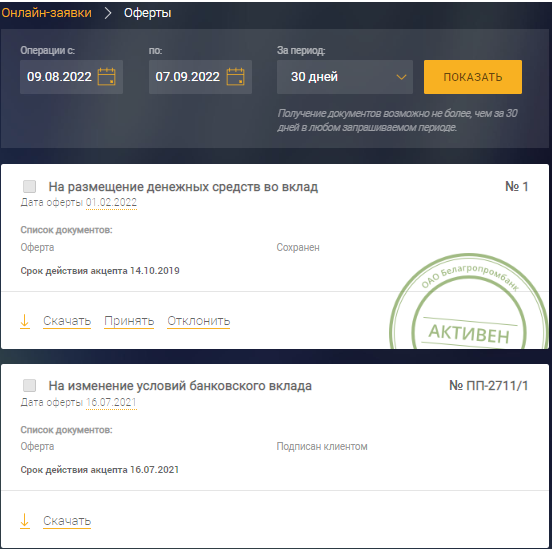 Онлайн-заявки > Оферты
Операции с: по: За период:
09.08.2022 07.09.2022 30 дней ПОКАЗАТЬ
Получение документов возможно не более, чем за 30
дней в любом запрашиваемом периоде.
На размещение денежных средств во вклад № 1
Дата оферты 01.02.2022
Список документов:
Оферта Сохранен
Срок действия акцепта 14.10.2019
ОАО Белагропромбанк
АКТИВЕН
Скачать Принять Отклонить
На изменение условий банковского вклада № ПП-2711/1
Дата оферты 16.07.2021
Список документов:
Оферта Подписан клиентом
Срок действия акцепта 16.07.2021
Скачать